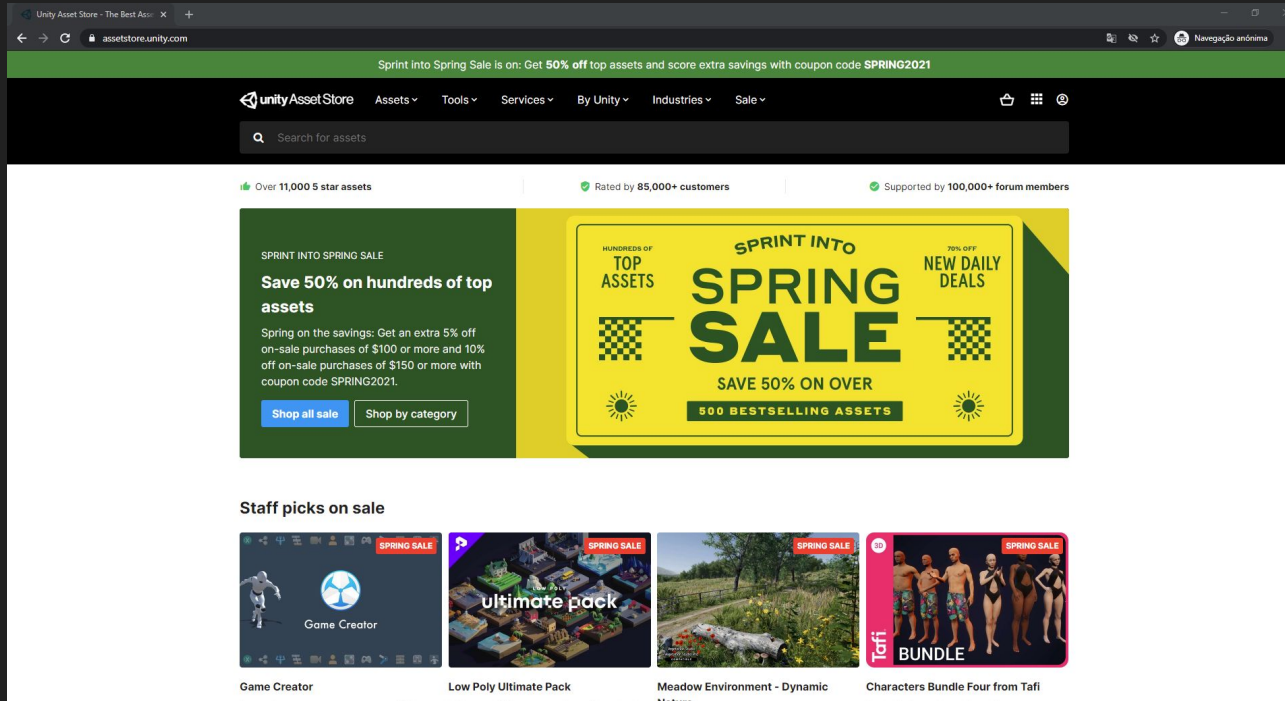 Unity Asset Store - The Best Asse
assetstore.unity.com
Navegação anónima
Sprint into Spring Sale is on: Get 50% off top assets and score extra savings with coupon code SPRING2021
unity Asset Store Assets Tools Services By Unity Industries Sale
Search for assets
Over 11,000 5 star assets
Rated by 85,000+ customers
Supported by 100,000+ forum members
SPRINT INTO SPRING SALE
Save 50% on hundreds of top
assets
Spring on the savings: Get an extra 5% off
on-sale purchases of $100 or more and 10%
off on-sale purchases of $150 or more with
coupon code SPRING2021.
Shop all sale
Shop by category
HUNDREDS OF
TOP
ASSETS
SPRINT INTO
SPRING
SALE
SAVE 50% ON OVER
500 BESTSELLING ASSETS
70% OFF
NEW DAILY
DEALS
Staff picks on sale
SPRING SALE
Game Creator
SPRING SALE
LOW POLY
ultimate pack
SPRING SALE
3D
SPRING SALE
Tafi
BUNDLE
Game Creator
Low Poly Ultimate Pack
Meadow Environment - Dynamic
Nature
Characters Bundle Four from Tafi